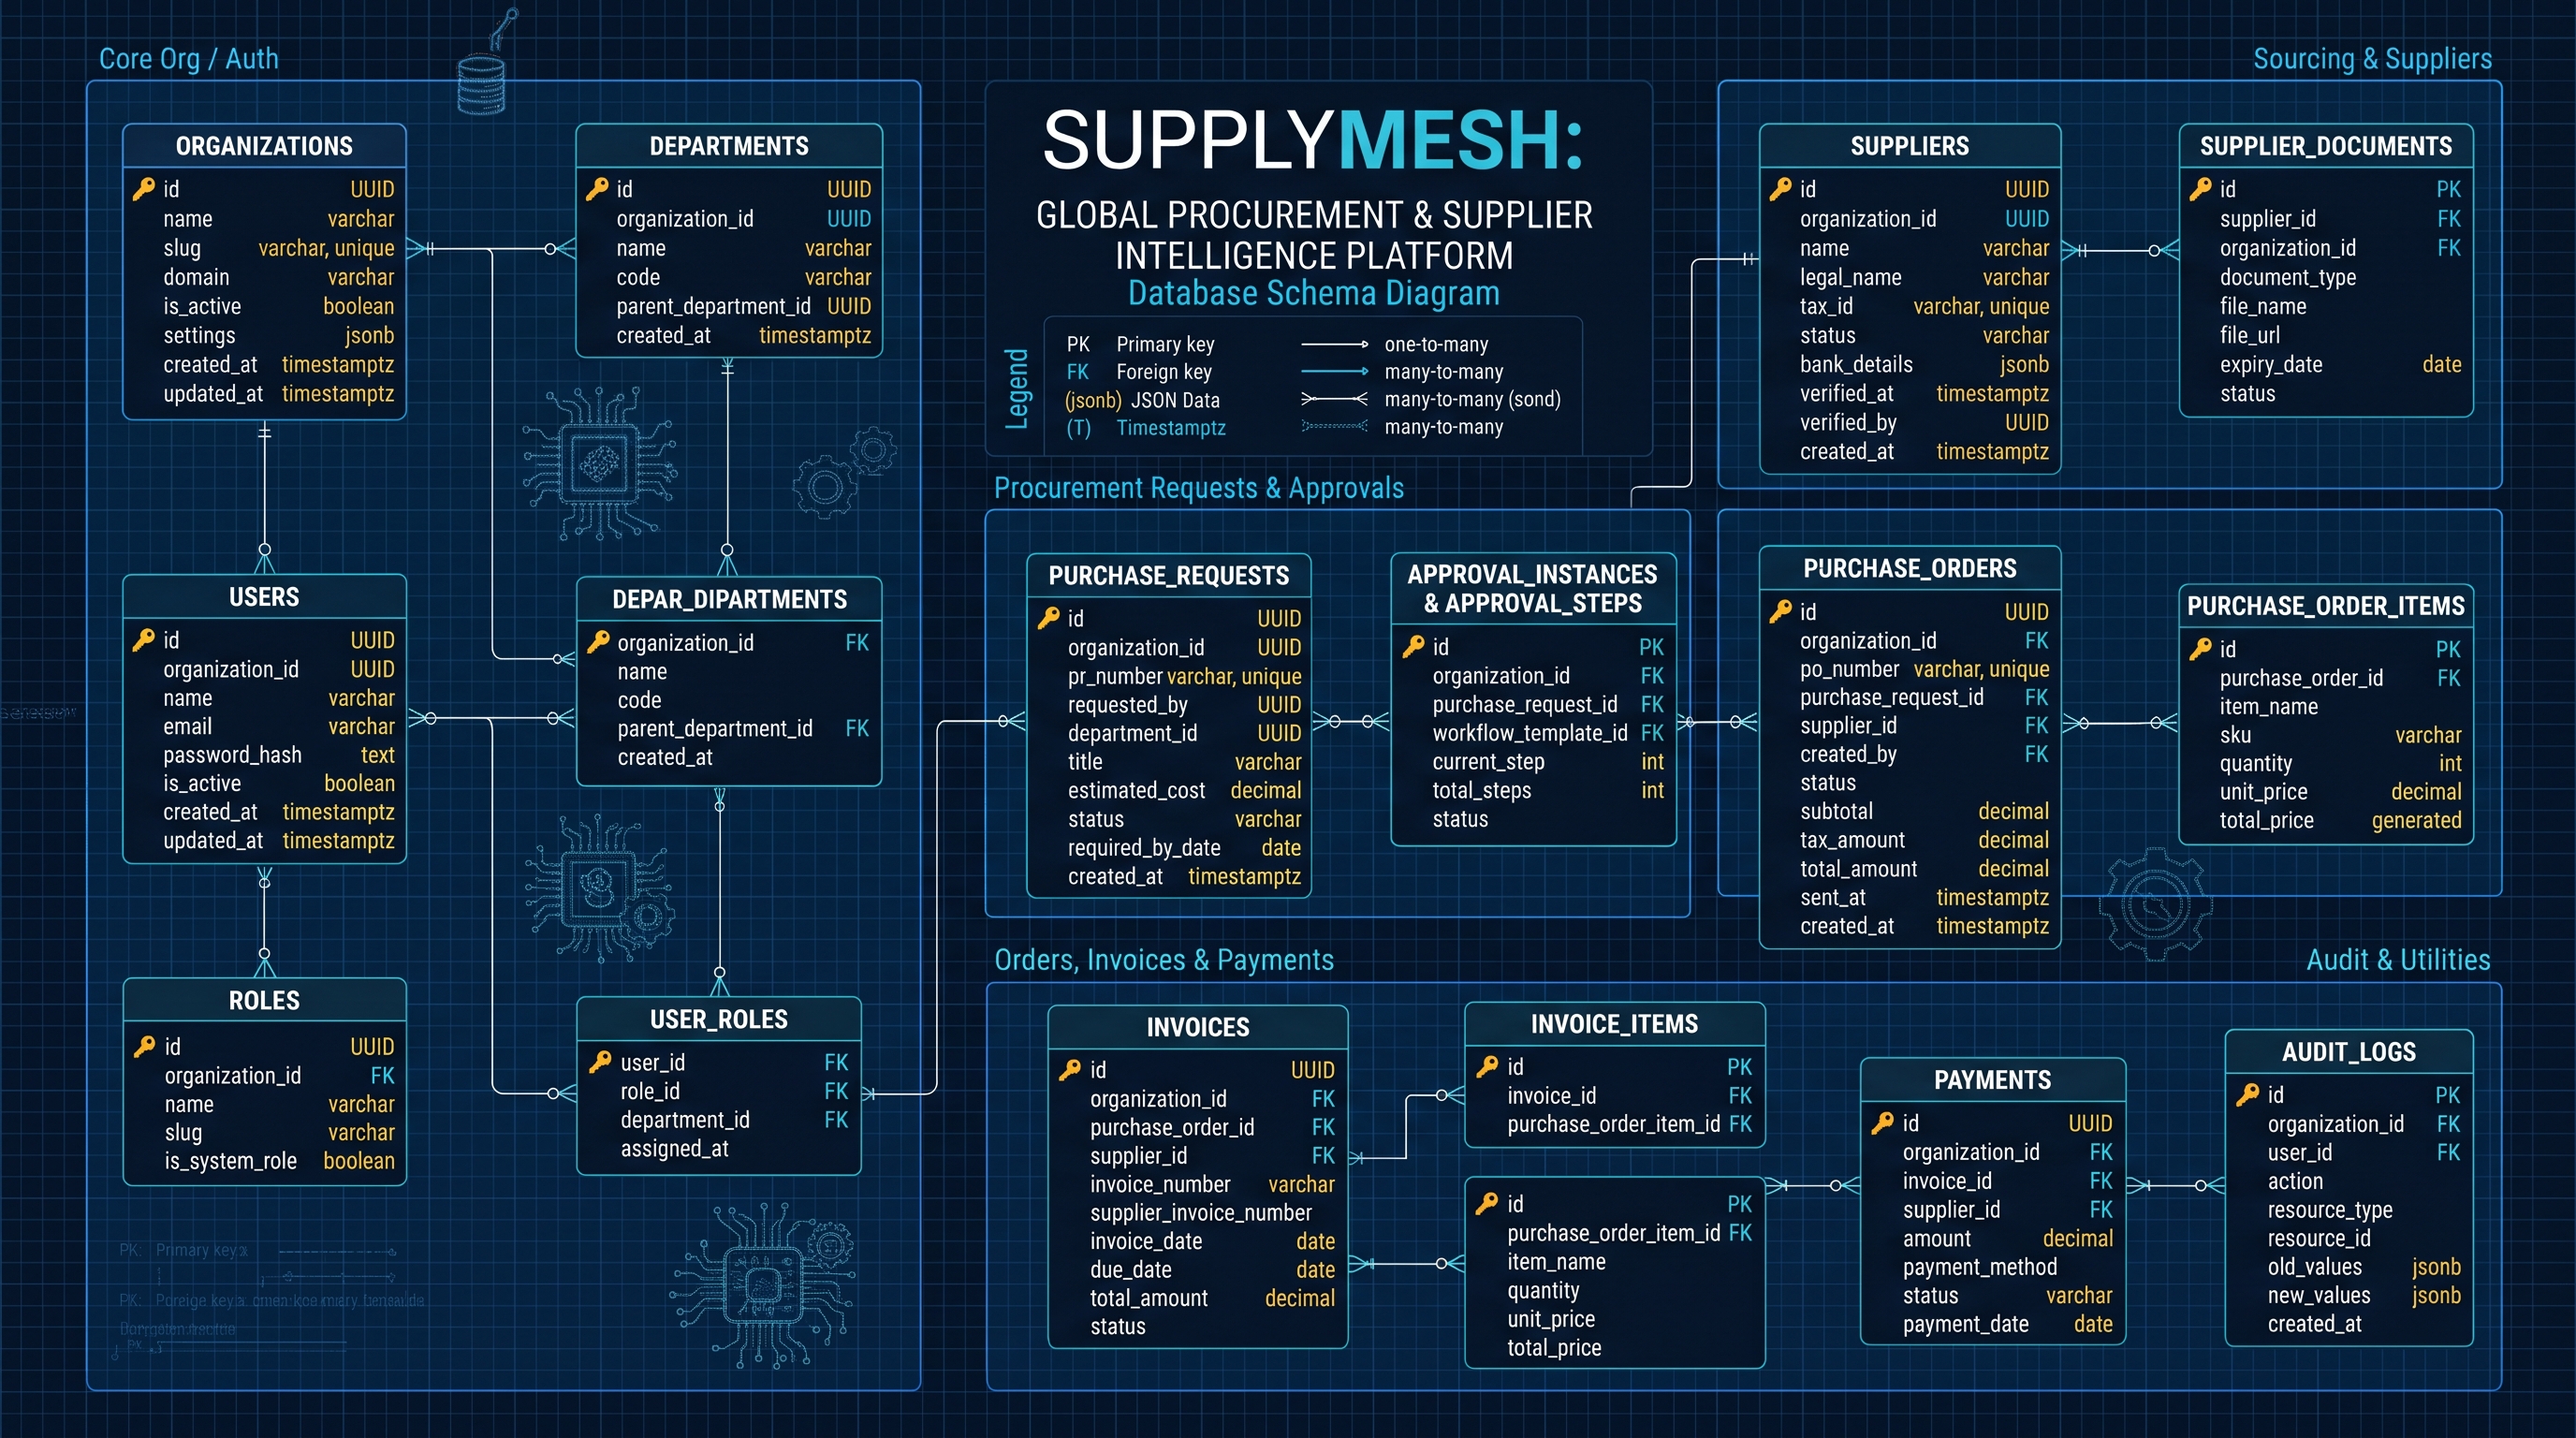 Core Org / Auth
ORGANIZATIONS
id UUID
name varchar
slug varchar, unique
domain varchar
is_active boolean
settings jsonb
created_at timestamptz
updated_at timestamptz
DEPARTMENTS
id UUID
organization_id UUID
name varchar
code varchar
parent_department_id UUID
created_at timestamptz
USERS
id UUID
organization_id UUID
name varchar
email varchar
password_hash text
is_active boolean
created_at timestamptz
updated_at timestamptz
DEPAR_DIPARTMENTS
organization_id FK
name
code
parent_department_id FK
created_at
ROLES
id UUID
organization_id FK
name varchar
slug varchar
is_system_role boolean
USER_ROLES
user_id FK
role_id FK
department_id FK
assigned_at
PK: Primary key
PK:
SUPPLYMESH:
GLOBAL PROCUREMENT & SUPPLIER
INTELLIGENCE PLATFORM
Database Schema Diagram
Legend
PK Primary key
FK Foreign key
(jsonb) JSON Data
(T) Timestamptz
one-to-many
many-to-many
many-to-many (sond)
many-to-many
Sourcing & Suppliers
SUPPLIERS
id UUID
organization_id UUID
name varchar
legal_name varchar
tax_id varchar, unique
status varchar
bank_details jsonb
verified_at timestamptz
verified_by UUID
created_at timestamptz
SUPPLIER_DOCUMENTS
id PK
supplier_id FK
organization_id FK
document_type
file_name
file_url
expiry_date date
status
Procurement Requests & Approvals
PURCHASE_REQUESTS
id UUID
organization_id UUID
pr_number varchar, unique
requested_by UUID
department_id UUID
title varchar
estimated_cost decimal
status varchar
required_by_date date
created_at timestamptz
APPROVAL_INSTANCES
& APPROVAL_STEPS
id PK
organization_id FK
purchase_request_id FK
workflow_template_id FK
current_step int
total_steps int
status
PURCHASE_ORDERS
id UUID
organization_id FK
po_number varchar, unique
purchase_request_id FK
supplier_id FK
created_by FK
status
subtotal decimal
tax_amount decimal
total_amount decimal
sent_at timestamptz
created_at timestamptz
PURCHASE_ORDER_ITEMS
id PK
purchase_order_id FK
item_name
sku varchar
quantity int
unit_price decimal
total_price generated
Orders, Invoices & Payments
Audit & Utilities
INVOICES
id UUID
organization_id FK
purchase_order_id FK
supplier_id FK
invoice_number varchar
supplier_invoice_number
invoice_date date
due_date date
total_amount decimal
status
INVOICE_ITEMS
id PK
invoice_id FK
purchase_order_item_id FK
id PK
purchase_order_item_id FK
item_name
quantity
unit_price
total_price
PAYMENTS
id UUID
organization_id FK
invoice_id FK
supplier_id FK
amount decimal
payment_method
status varchar
payment_date date
AUDIT_LOGS
id PK
organization_id FK
user_id FK
action
resource_type
resource_id
old_values jsonb
new_values jsonb
created_at